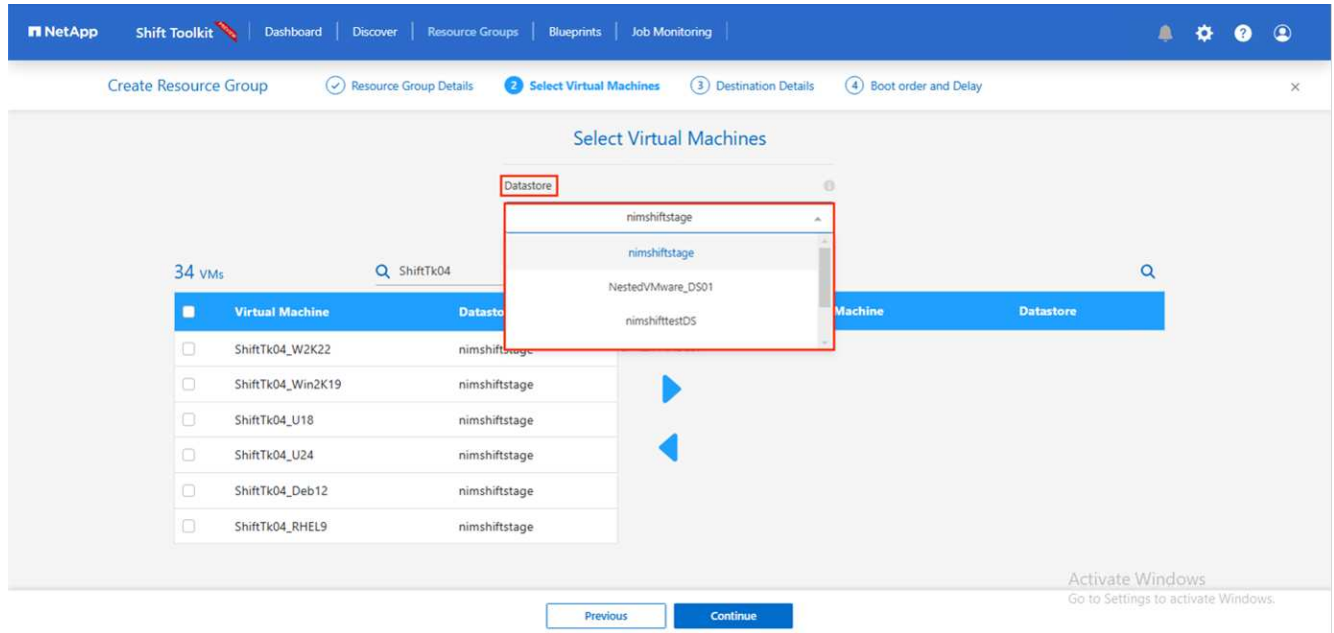 NetApp Shift Toolkit Dashboard Discover Resource Groups Blueprints Job Monitoring
Create Resource Group Resource Group Details 2 Select Virtual Machines 3 Destination Details 4 Boot order and Delay
Select Virtual Machines
Datastore
nimshiftstage
nimshiftstage
NestedVMware_DS01
nimshifttestDS
34 VMs ShiftTk04
Virtual Machine Datasto Machine Datastore
ShiftTk04_W2K22 nimshiftstage
ShiftTk04_Win2K19 nimshiftstage
ShiftTk04_U18 nimshiftstage
ShiftTk04_U24 nimshiftstage
ShiftTk04_Deb12 nimshiftstage
ShiftTk04_RHEL9 nimshiftstage
Activate Windows
Go to Settings to activate Windows.
Previous Continue